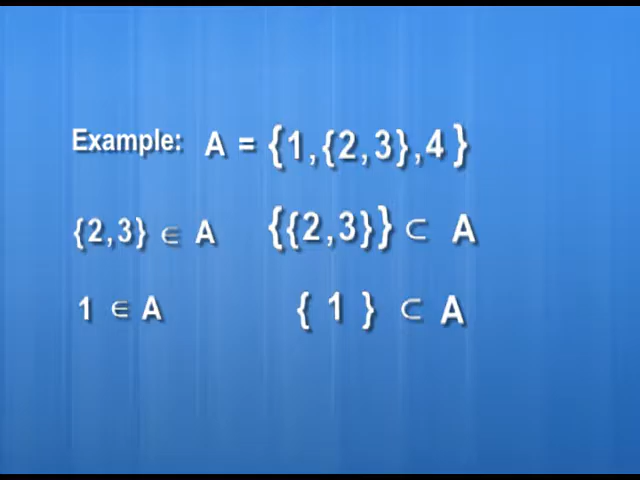 Example: A = {1,{2,3},4}
{2,3} ∈ A {{2,3}} ⊂ A
1 ∈ A { 1 } ⊂ A